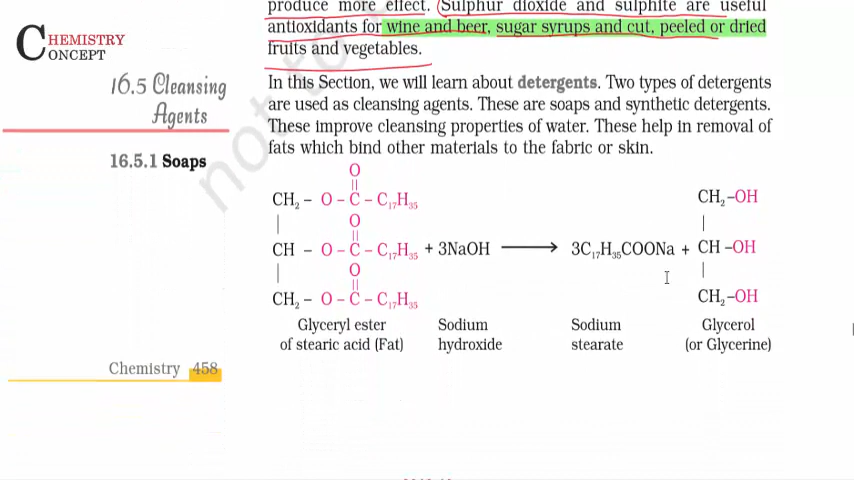 produce more effect. Sulphur dioxide and sulphite are useful
antioxidants for wine and beer, sugar syrups and cut, peeled or dried
fruits and vegetables.
CHEMISTRY
CONCEPT
16.5 Cleansing
Agents
In this Section, we will learn about detergents. Two types of detergents
are used as cleansing agents. These are soaps and synthetic detergents.
These improve cleansing properties of water. These help in removal of
fats which bind other materials to the fabric or skin.
16.5.1 Soaps
not to
O
||
CH₂ – O – C – C₁₇H₃₅
| O
||
CH – O – C – C₁₇H₃₅ + 3NaOH ⟶ 3C₁₇H₃₅COONa +
| O
||
CH₂ – O – C – C₁₇H₃₅
CH₂–OH
|
CH –OH
|
CH₂–OH
Glyceryl ester
of stearic acid (Fat)
Sodium
hydroxide
Sodium
stearate
Glycerol
(or Glycerine)
Chemistry 458